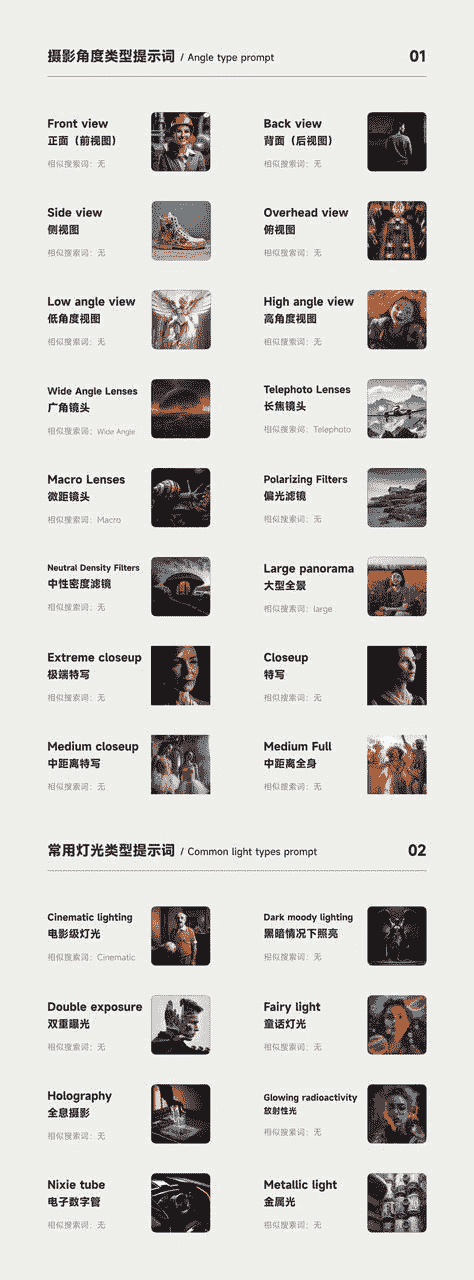 摄影角度类型提示词 / Angle type prompt 01
Front view
正面（前视图）
相似搜索词：无
Back view
背面（后视图）
相似搜索词：无
Side view
侧视图
相似搜索词：无
Overhead view
俯视图
相似搜索词：无
Low angle view
低角度视图
相似搜索词：无
High angle view
高角度视图
相似搜索词：无
Wide Angle Lenses
广角镜头
相似搜索词：Wide Angle
Telephoto Lenses
长焦镜头
相似搜索词：Telephoto
Macro Lenses
微距镜头
相似搜索词：Macro
Polarizing Filters
偏光滤镜
相似搜索词：无
Neutral Density Filters
中性密度滤镜
相似搜索词：无
Large panorama
大型全景
相似搜索词：large
Extreme closeup
极端特写
相似搜索词：无
Closeup
特写
相似搜索词：无
Medium closeup
中距离特写
相似搜索词：无
Medium Full
中距离全身
相似搜索词：无
常用灯光类型提示词 / Common light types prompt 02
Cinematic lighting
电影级灯光
相似搜索词：Cinematic
Dark moody lighting
黑暗情况下照亮
相似搜索词：无
Double exposure
双重曝光
相似搜索词：无
Fairy light
童话灯光
相似搜索词：无
Holography
全息摄影
相似搜索词：无
Glowing radioactivity
放射性光
相似搜索词：无
Nixie tube
电子数字管
相似搜索词：无
Metallic light
金属光
相似搜索词：无